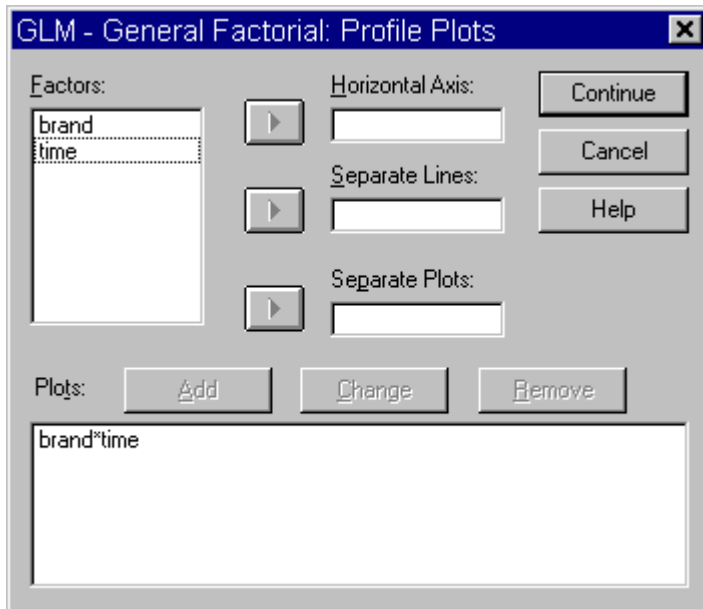 GLM - General Factorial: Profile Plots
Factors:
brand
time
Horizontal Axis:
Separate Lines:
Separate Plots:
Continue
Cancel
Help
Plots:
Add
Change
Remove
brand*time